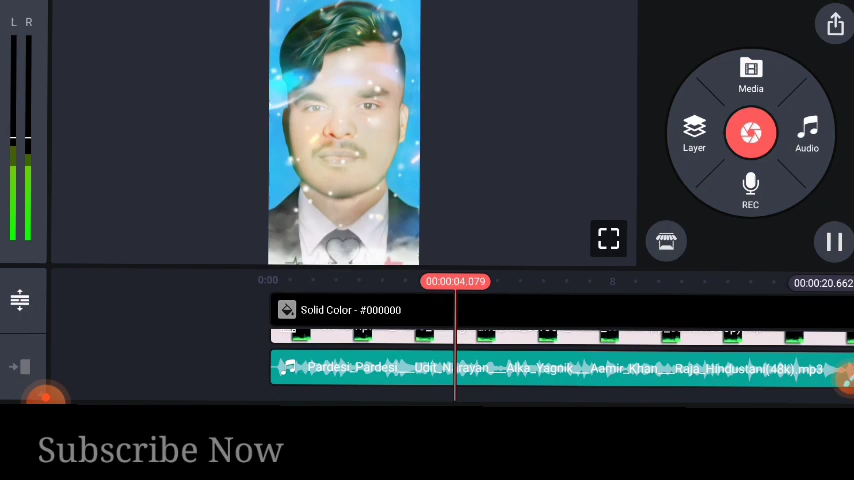 L R
Media
Layer
Audio
REC
0:00
00:00:04.079
8
00:00:20.662
Solid Color - #000000
Pardesi_Pardesi__Udit_Narayan__Alka_Yagnik__Aamir_Khan__Raja_Hindustani(48k).mp3
Subscribe Now